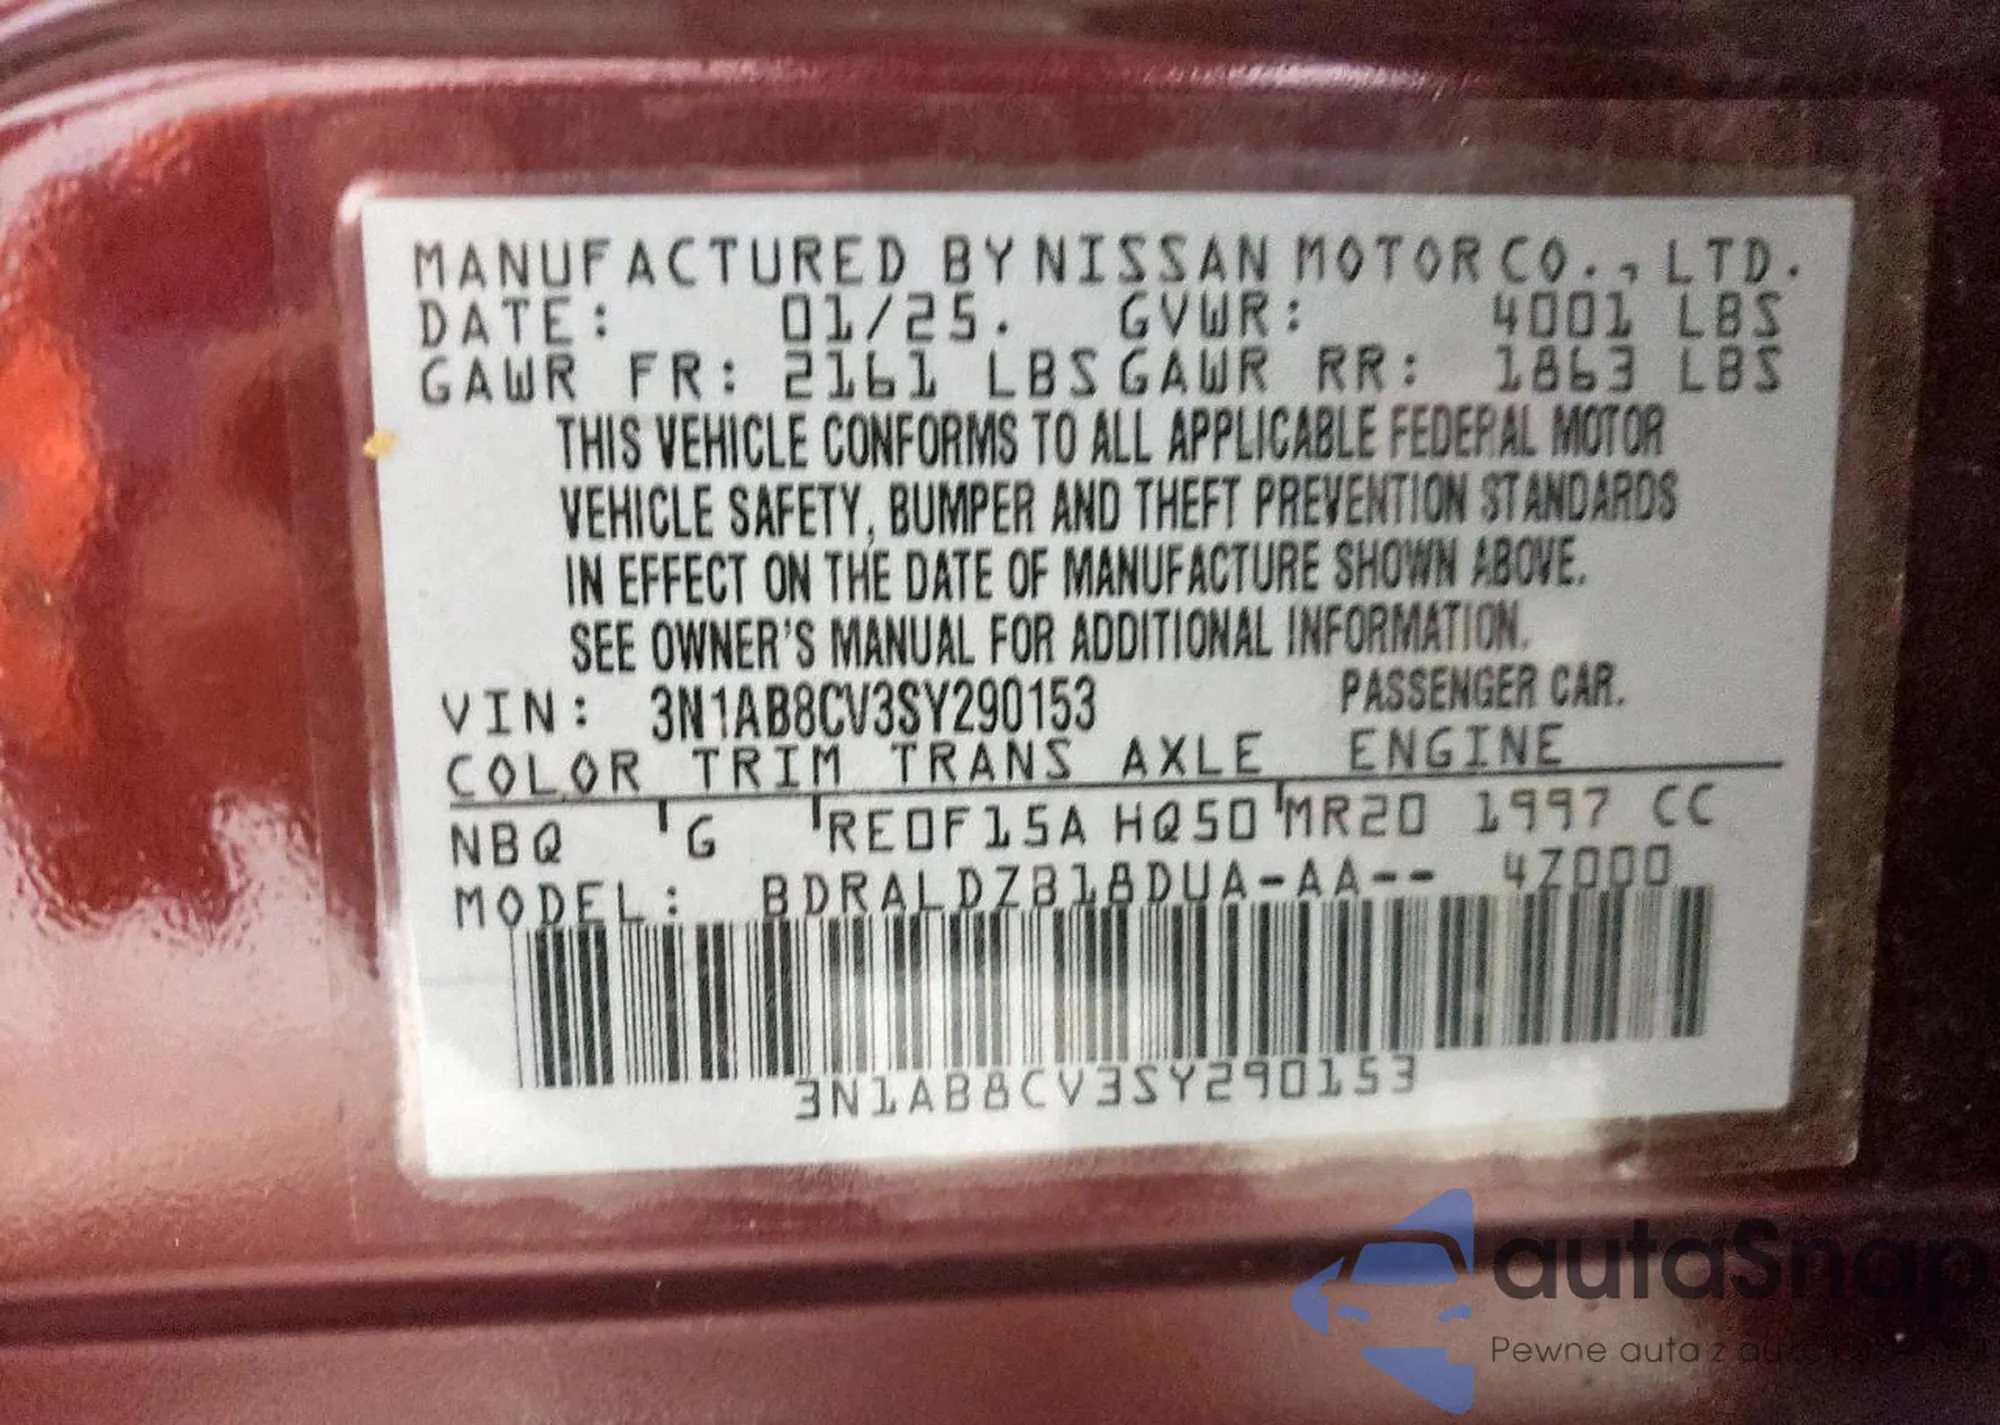 MANUFACTURED BY NISSAN MOTOR CO., LTD.
DATE: 01/25. GVWR: 4001 LBS
GAWR FR: 2161 LBS GAWR RR: 1863 LBS
THIS VEHICLE CONFORMS TO ALL APPLICABLE FEDERAL MOTOR
VEHICLE SAFETY, BUMPER AND THEFT PREVENTION STANDARDS
IN EFFECT ON THE DATE OF MANUFACTURE SHOWN ABOVE.
SEE OWNER'S MANUAL FOR ADDITIONAL INFORMATION.
VIN: 3N1AB8CV3SY290153 PASSENGER CAR.
COLOR TRIM TRANS AXLE ENGINE
NBQ G RE0F15A HQ50 MR20 1997 CC
MODEL: BDRALDZB18DUA-AA-- 4Z000
3N1AB8CV3SY290153
autaSnap
Pewne auta z